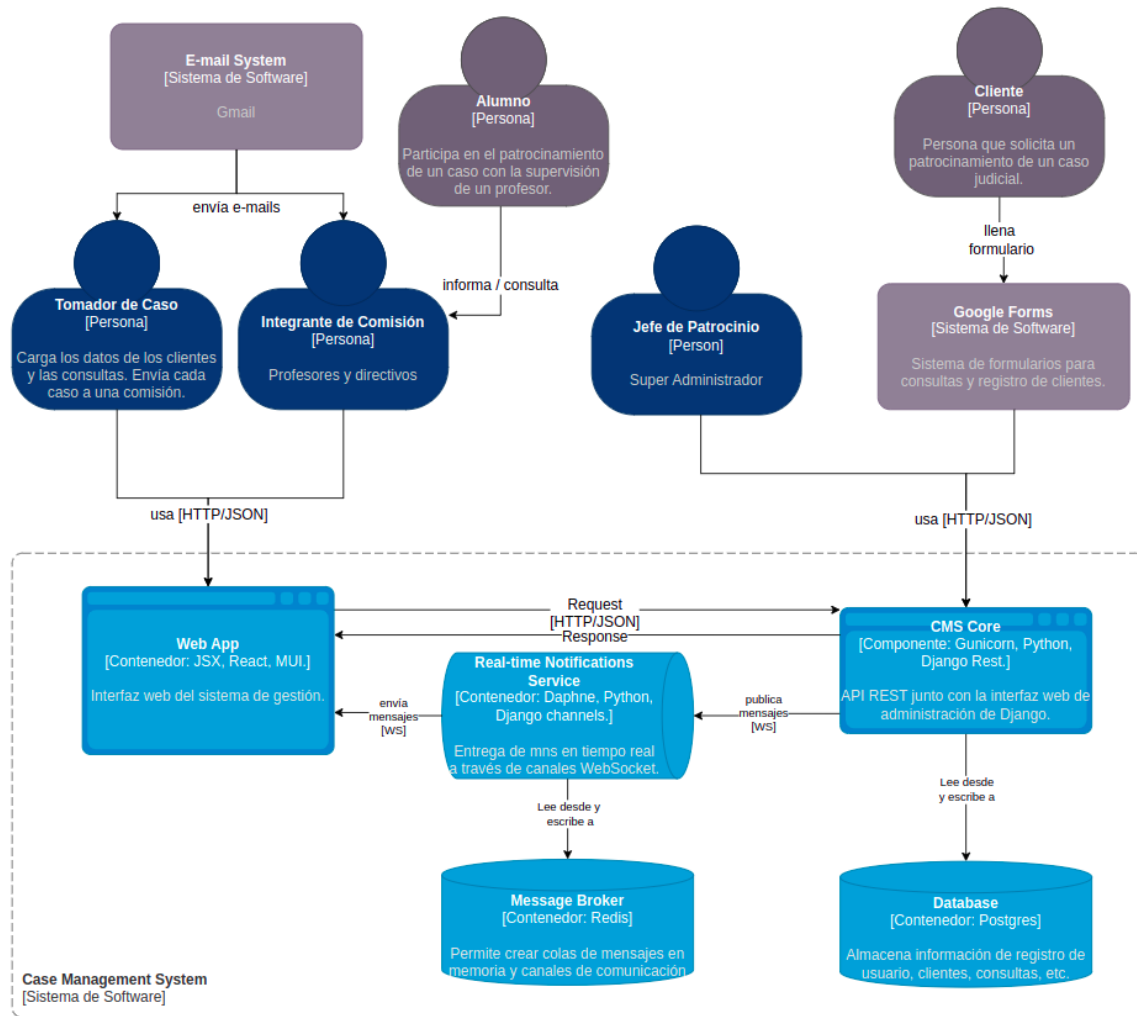 E-mail System
[Sistema de Software]
Gmail
Alumno
[Persona]
Participa en el patrocinamiento
de un caso con la supervisión
de un profesor.
Cliente
[Persona]
Persona que solicita un
patrocinamiento de un caso
judicial.
envía e-mails
informa / consulta
llena
formulario
Tomador de Caso
[Persona]
Carga los datos de los clientes
y las consultas. Envía cada
caso a una comisión.
Integrante de Comisión
[Persona]
Profesores y directivos
Jefe de Patrocinio
[Person]
Super Administrador
Google Forms
[Sistema de Software]
Sistema de formularios para
consultas y registro de clientes.
usa [HTTP/JSON]
usa [HTTP/JSON]
Web App
[Contenedor: JSX, React, MUI.]
Interfaz web del sistema de gestión.
Request
[HTTP/JSON]
Response
CMS Core
[Componente: Gunicorn, Python,
Django Rest.]
API REST junto con la interfaz web de
administración de Django.
Real-time Notifications
Service
[Contenedor: Daphne, Python,
Django channels.]
Entrega de mns en tiempo real
a través de canales WebSocket.
envía
mensajes
[WS]
publica
mensajes
[WS]
Lee desde y
escribe a
Lee desde
y escribe a
Message Broker
[Contenedor: Redis]
Permite crear colas de mensajes en
memoria y canales de comunicación
Database
[Contenedor: Postgres]
Almacena información de registro de
usuario, clientes, consultas, etc.
Case Management System
[Sistema de Software]